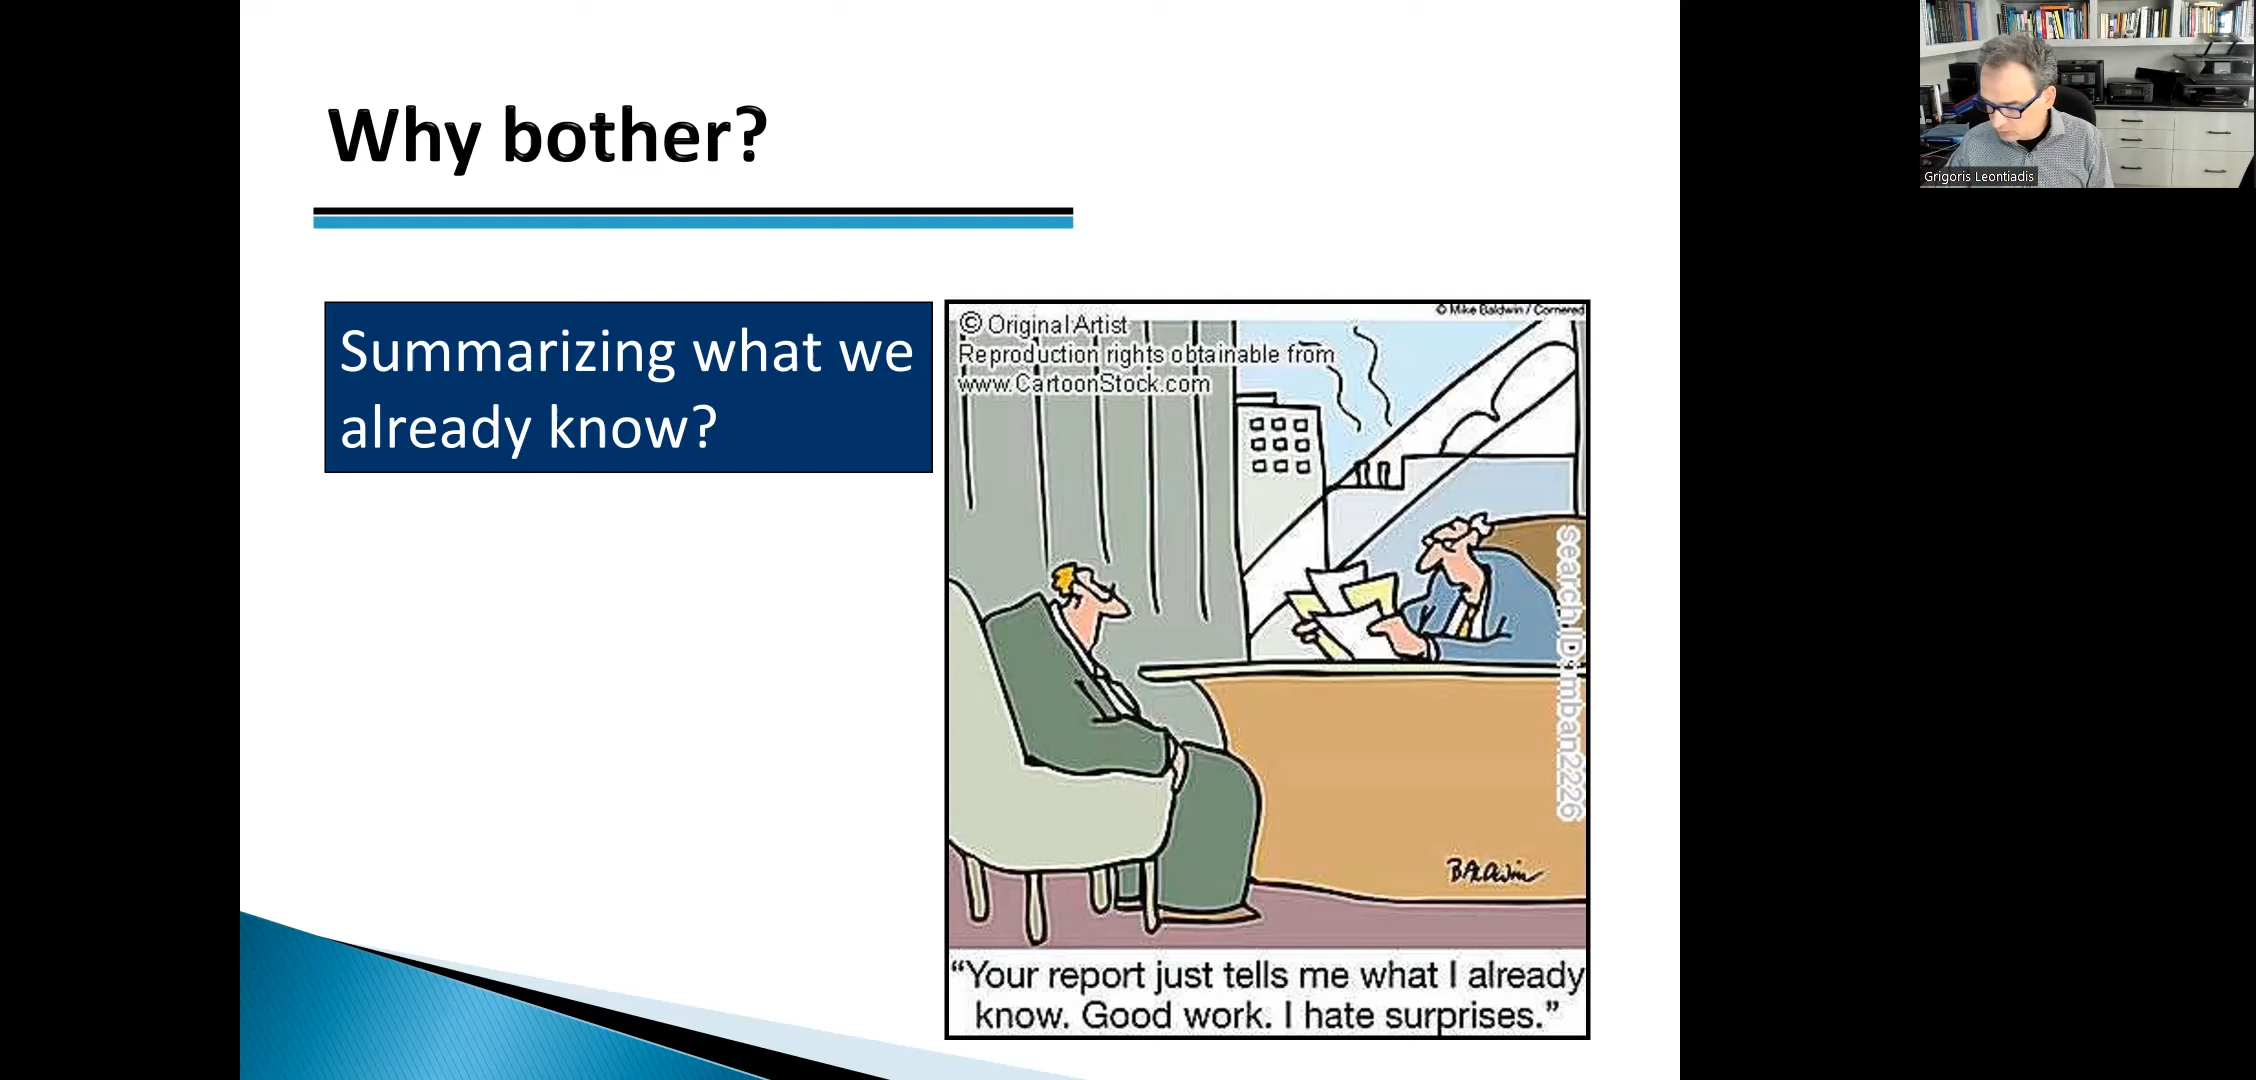 Why bother?
Grigoris Leontiadis
Summarizing what we
already know?
© Mike Baldwin / Cornered
© Original Artist
Reproduction rights obtainable from
www.CartoonStock.com
search ID: mban2226
BALDWIN
“Your report just tells me what I already
know. Good work. I hate surprises.”